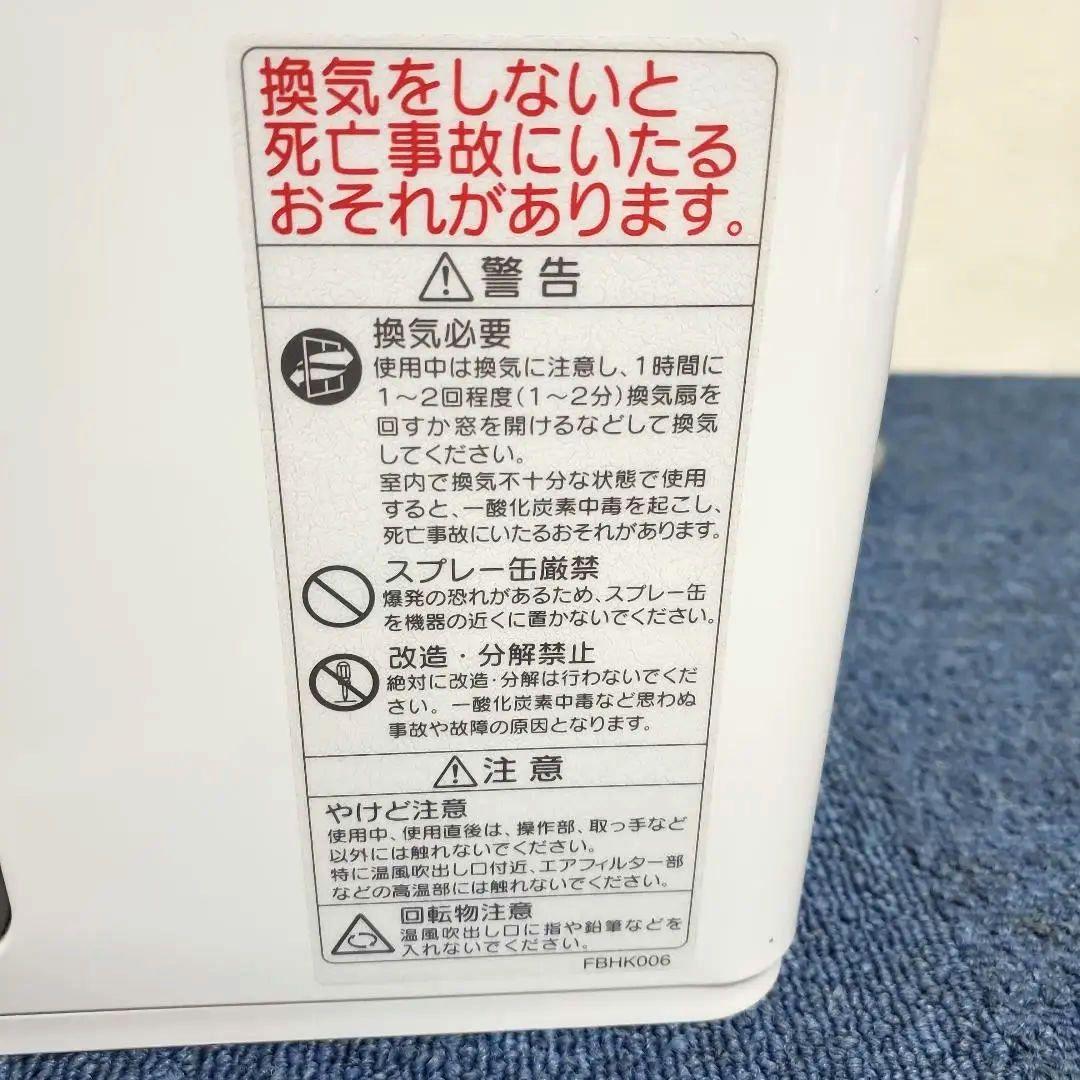 換気をしないと
死亡事故にいたる
おそれがあります。
警告
換気必要
使用中は換気に注意し、1時間に
1～2回程度(1～2分)換気扇を
回すか窓を開けるなどして換気
してください。
室内で換気不十分な状態で使用
すると、一酸化炭素中毒を起こし、
死亡事故にいたるおそれがあります。
スプレー缶厳禁
爆発の恐れがあるため、スプレー缶
を機器の近くに置かないでください。
改造・分解禁止
絶対に改造・分解は行わないでくだ
さい。一酸化炭素中毒など思わぬ
事故や故障の原因となります。
注意
やけど注意
使用中、使用直後は、操作部、取っ手など
以外には触れないでください。
特に温風吹出し口付近、エアフィルター部
などの高温部には触れないでください。
回転物注意
温風吹出し口に指や鉛筆などを
入れないでください。
FBHK006